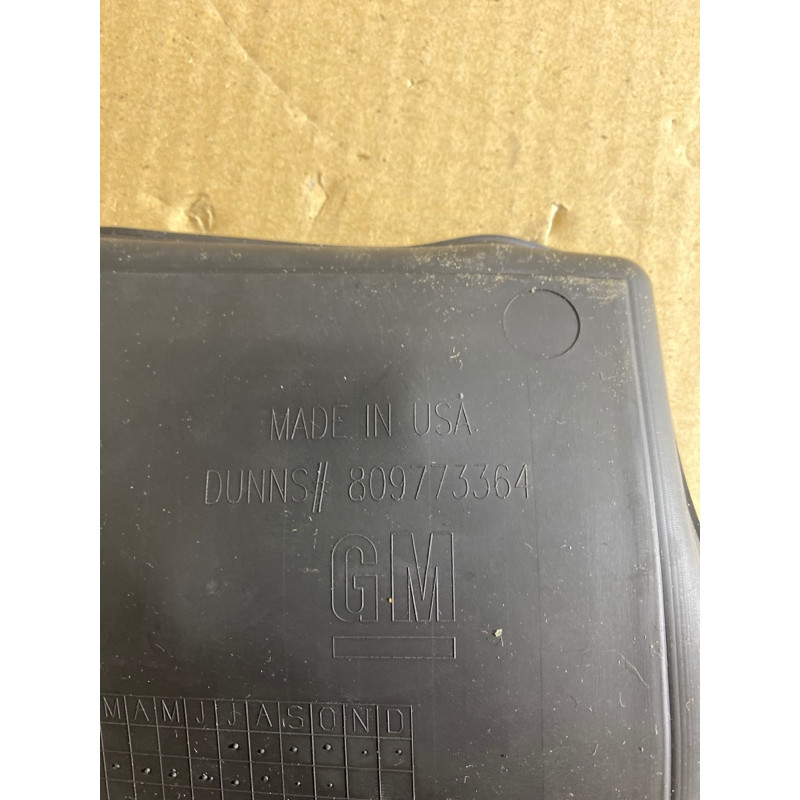 MADE IN USA
DUNNS# 809773364
GM
M A M J J A S O N D